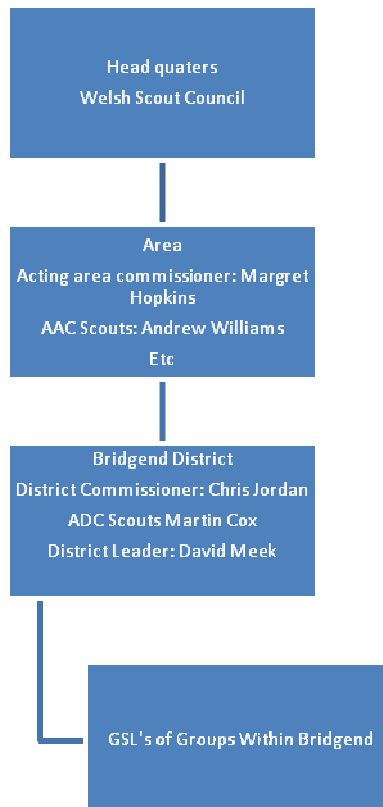 Head quaters
Welsh Scout Council
Area
Acting area commissioner: Margret
Hopkins
AAC Scouts: Andrew Williams
Etc
Bridgend District
District Commissioner: Chris Jordan
ADC Scouts Martin Cox
District Leader: David Meek
GSL's of Groups Within Bridgend